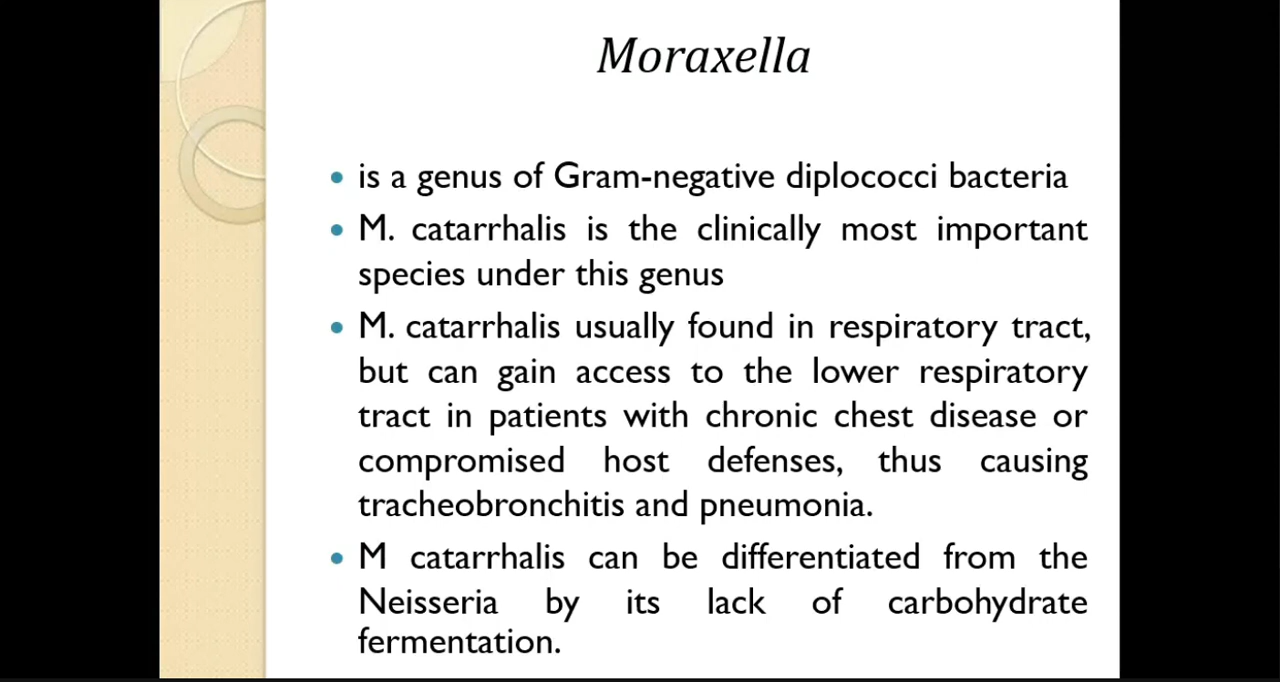 Moraxella
• is a genus of Gram-negative diplococci bacteria
• M. catarrhalis is the clinically most important
species under this genus
• M. catarrhalis usually found in respiratory tract,
but can gain access to the lower respiratory
tract in patients with chronic chest disease or
compromised host defenses, thus causing
tracheobronchitis and pneumonia.
• M catarrhalis can be differentiated from the
Neisseria by its lack of carbohydrate
fermentation.